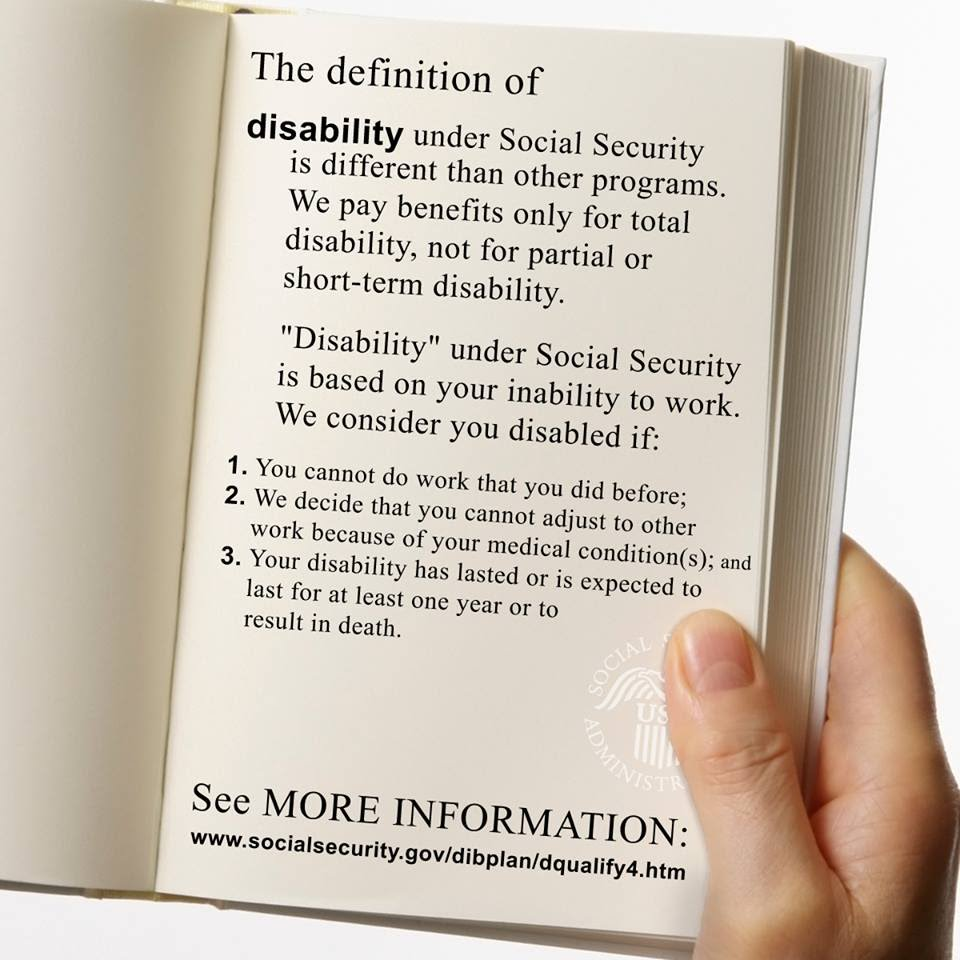 The definition of
disability under Social Security
is different than other programs.
We pay benefits only for total
disability, not for partial or
short-term disability.
"Disability" under Social Security
is based on your inability to work.
We consider you disabled if:
1. You cannot do work that you did before;
2. We decide that you cannot adjust to other
work because of your medical condition(s); and
3. Your disability has lasted or is expected to
last for at least one year or to
result in death.
SOCIAL
US
See MORE INFORMATION:
www.socialsecurity.gov/dibplan/dqualify4.htm